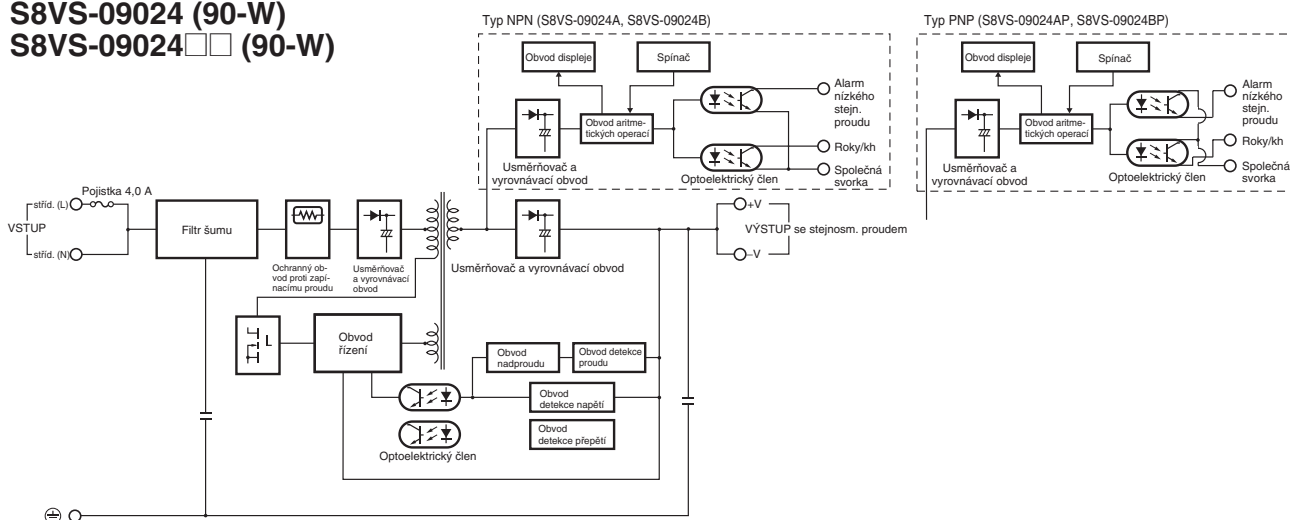 S8VS-09024 (90-W)
S8VS-09024□□ (90-W)
Typ NPN (S8VS-09024A, S8VS-09024B)
Obvod displeje
Spínač
Obvod aritme-
tických operací
Usměrňovač a
vyrovnávací obvod
Optoelektrický člen
Alarm
nízkého
stejn.
proudu
Roky/kh
Společná
svorka
Typ PNP (S8VS-09024AP, S8VS-09024BP)
Obvod displeje
Spínač
Obvod aritme-
tických operací
Usměrňovač a
vyrovnávací obvod
Optoelektrický člen
Alarm
nízkého
stejn.
proudu
Roky/kh
Společná
svorka
Pojistka 4,0 A
stříd. (L)
VSTUP
stříd. (N)
Filtr šumu
Ochranný ob-
vod proti zapí-
nacímu proudu
Usměrňovač
a vyrovnávací
obvod
Usměrňovač a vyrovnávací obvod
+V
VÝSTUP se stejnosm. proudem
–V
Obvod
řízení
Obvod
nadproudu
Obvod detekce
proudu
Obvod
detekce napětí
Obvod
detekce přepětí
Optoelektrický člen